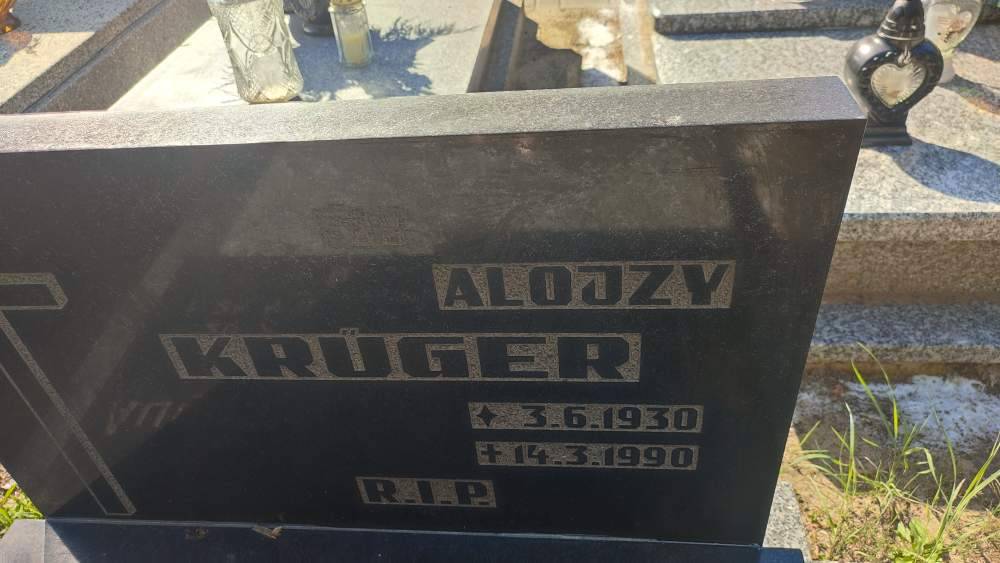 ALOJZY
KRÜGER
✦ 3.6.1930
+ 14.3.1990
R.I.P.